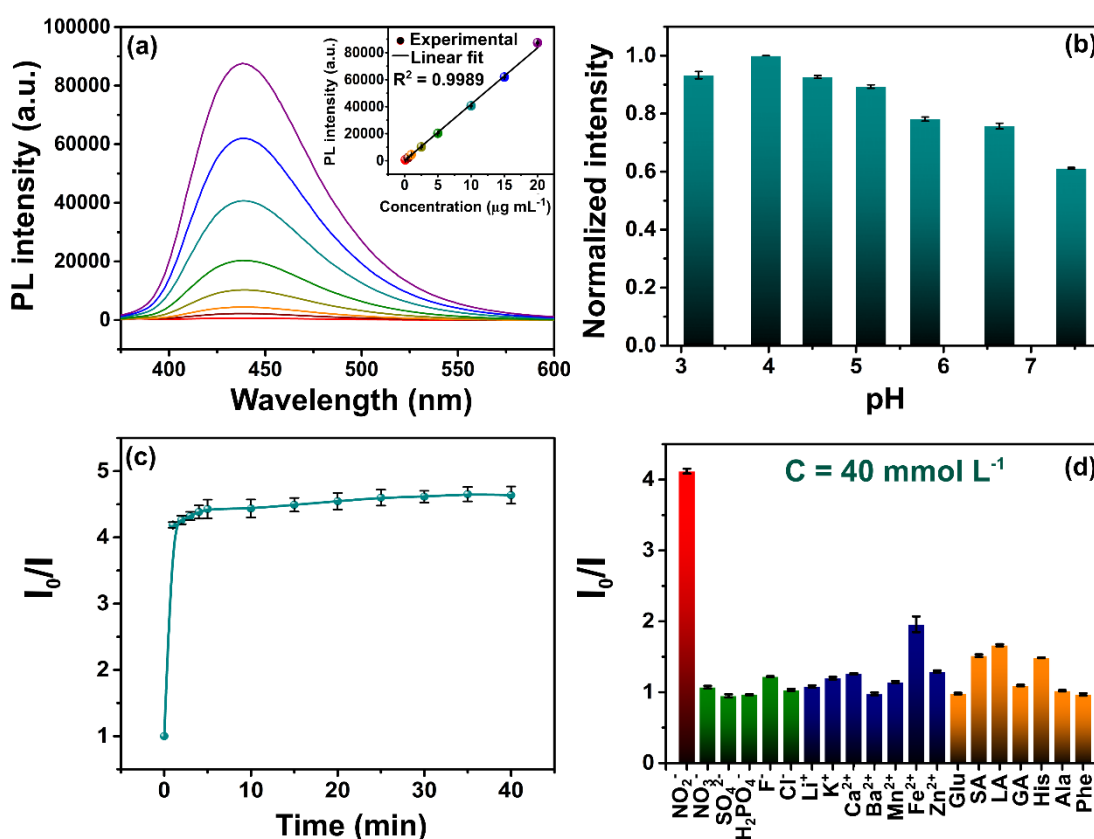 (a)
PL intensity (a.u.)
100000
90000
80000
70000
60000
50000
40000
30000
20000
10000
0
400
450
500
550
600
Wavelength (nm)
Experimental
Linear fit
R² = 0.9989
PL intensity (a.u.)
80000
60000
40000
20000
0
0
5
10
15
20
Concentration (μg mL⁻¹)
(b)
Normalized intensity
1.0
0.8
0.6
0.4
0.2
0.0
3
4
5
6
7
pH
(c)
I₀/I
5
4
3
2
1
0
10
20
30
40
Time (min)
(d)
C = 40 mmol L⁻¹
I₀/I
4
3
2
1
0
NO₂⁻
NO₃⁻
SO₄²⁻
H₂PO₄⁻
F⁻
Cl⁻
Li⁺
K⁺
Ca²⁺
Ba²⁺
Mn²⁺
Fe²⁺
Zn²⁺
Glu
SA
LA
GA
His
Ala
Phe